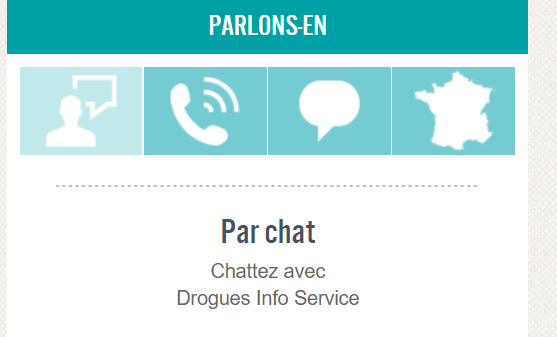 PARLONS-EN
Par chat
Chattez avec
Drogues Info Service